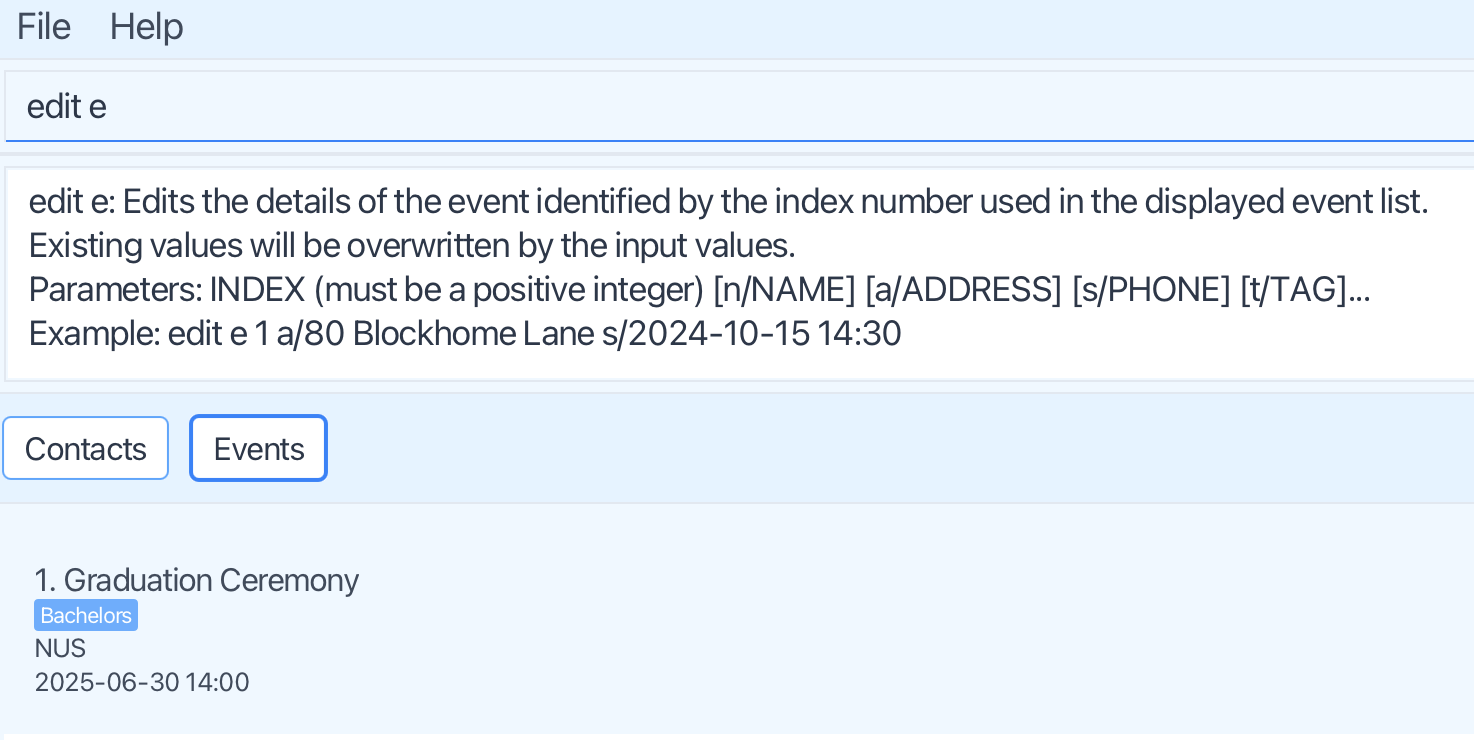 File Help
edit e
edit e: Edits the details of the event identified by the index number used in the displayed event list.
Existing values will be overwritten by the input values.
Parameters: INDEX (must be a positive integer) [n/NAME] [a/ADDRESS] [s/PHONE] [t/TAG]...
Example: edit e 1 a/80 Blockhome Lane s/2024-10-15 14:30
Contacts Events
1. Graduation Ceremony
Bachelors
NUS
2025-06-30 14:00